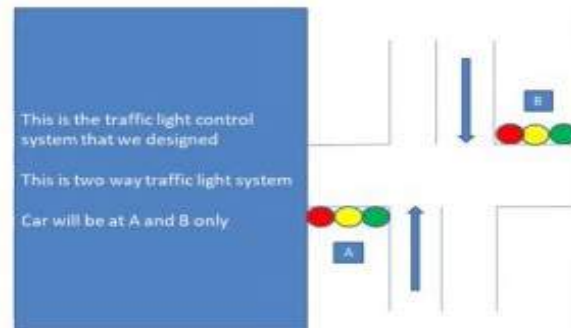 This is the traffic light control
system that we designed
This is two way traffic light system
Car will be at A and B only
B
A